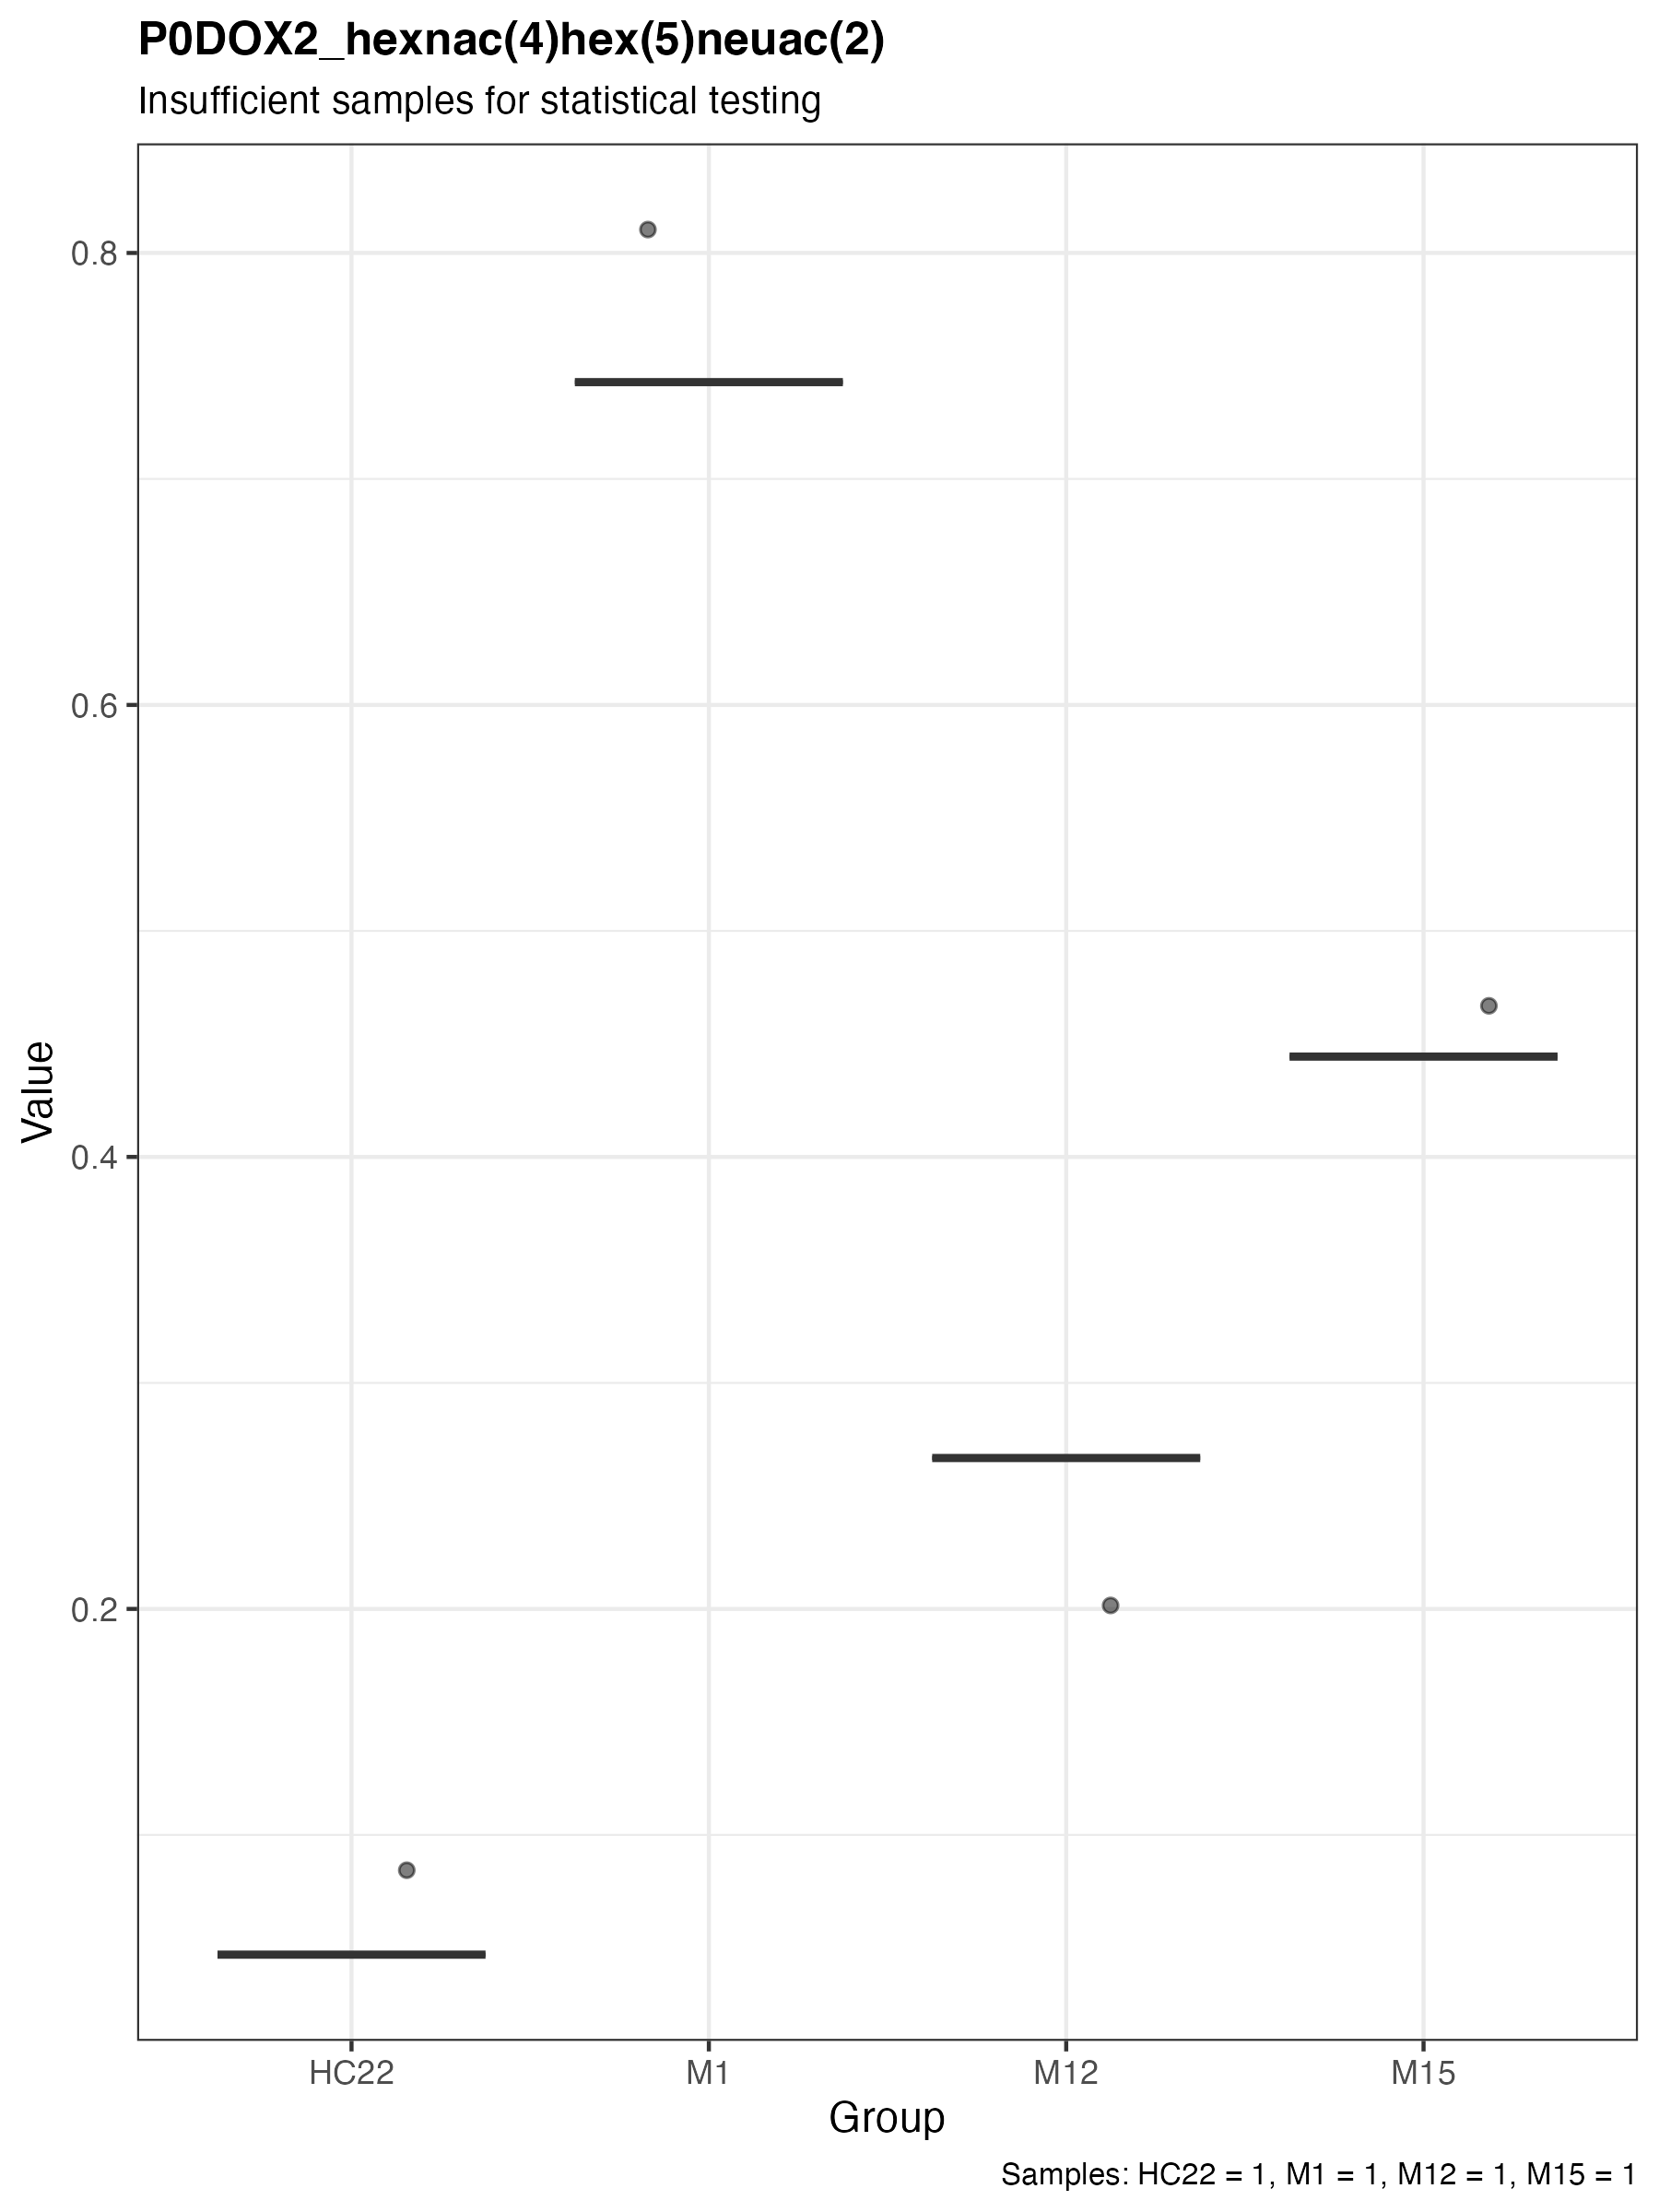 P0DOX2_hexnac(4)hex(5)neuac(2)
Insufficient samples for statistical testing
0.8
0.6
0.4
0.2
Value
HC22 M1 M12 M15
Group
Samples: HC22 = 1, M1 = 1, M12 = 1, M15 = 1